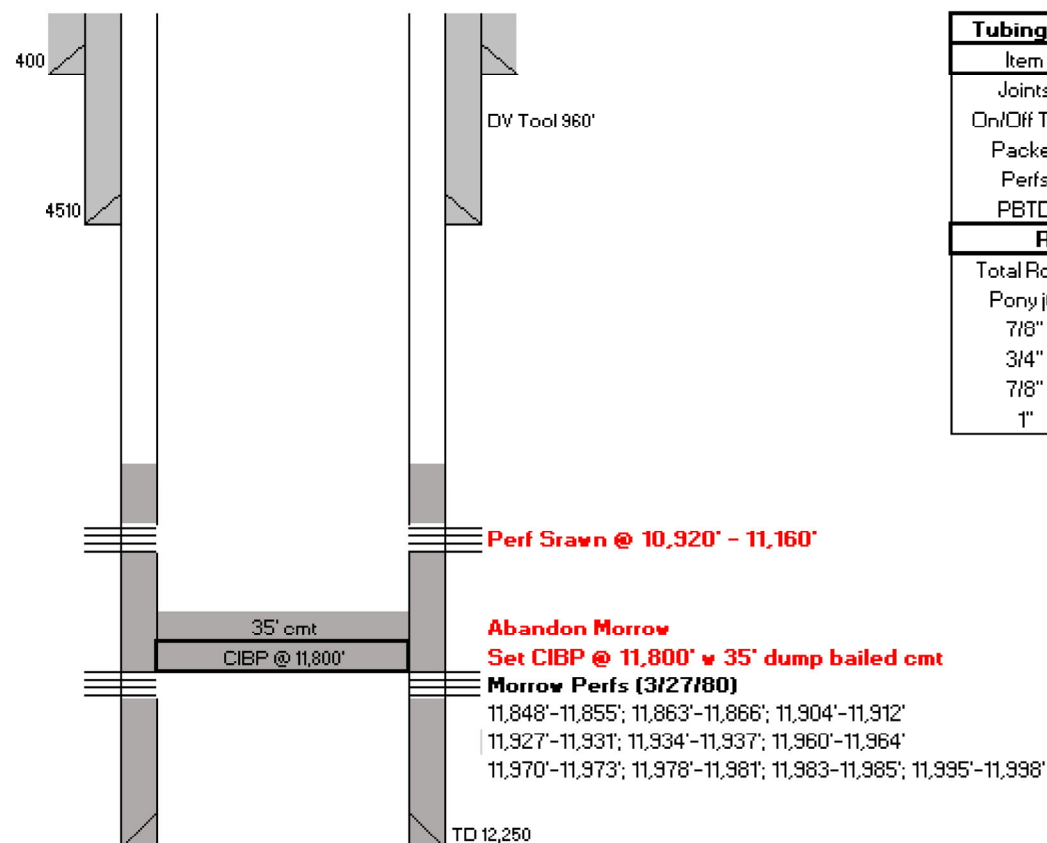 400
DV Tool 960'
4510
Perf Srawn @ 10,920' - 11,160'
35' cmt
CIBP @ 11,800'
Abandon Morrow
Set CIBP @ 11,800' w 35' dump bailed cmt
Morrow Perfs (3/27/80)
11,848'-11,855'; 11,863'-11,866'; 11,904'-11,912'
11,927'-11,931'; 11,934'-11,937'; 11,960'-11,964'
11,970'-11,973'; 11,978'-11,981'; 11,983-11,985'; 11,995'-11,998'
TD 12,250
Tubing
Item
Joints
On/Off T
Packe
Perfs
PBTD
R
Total Ro
Pony j
7/8"
3/4"
7/8"
1"